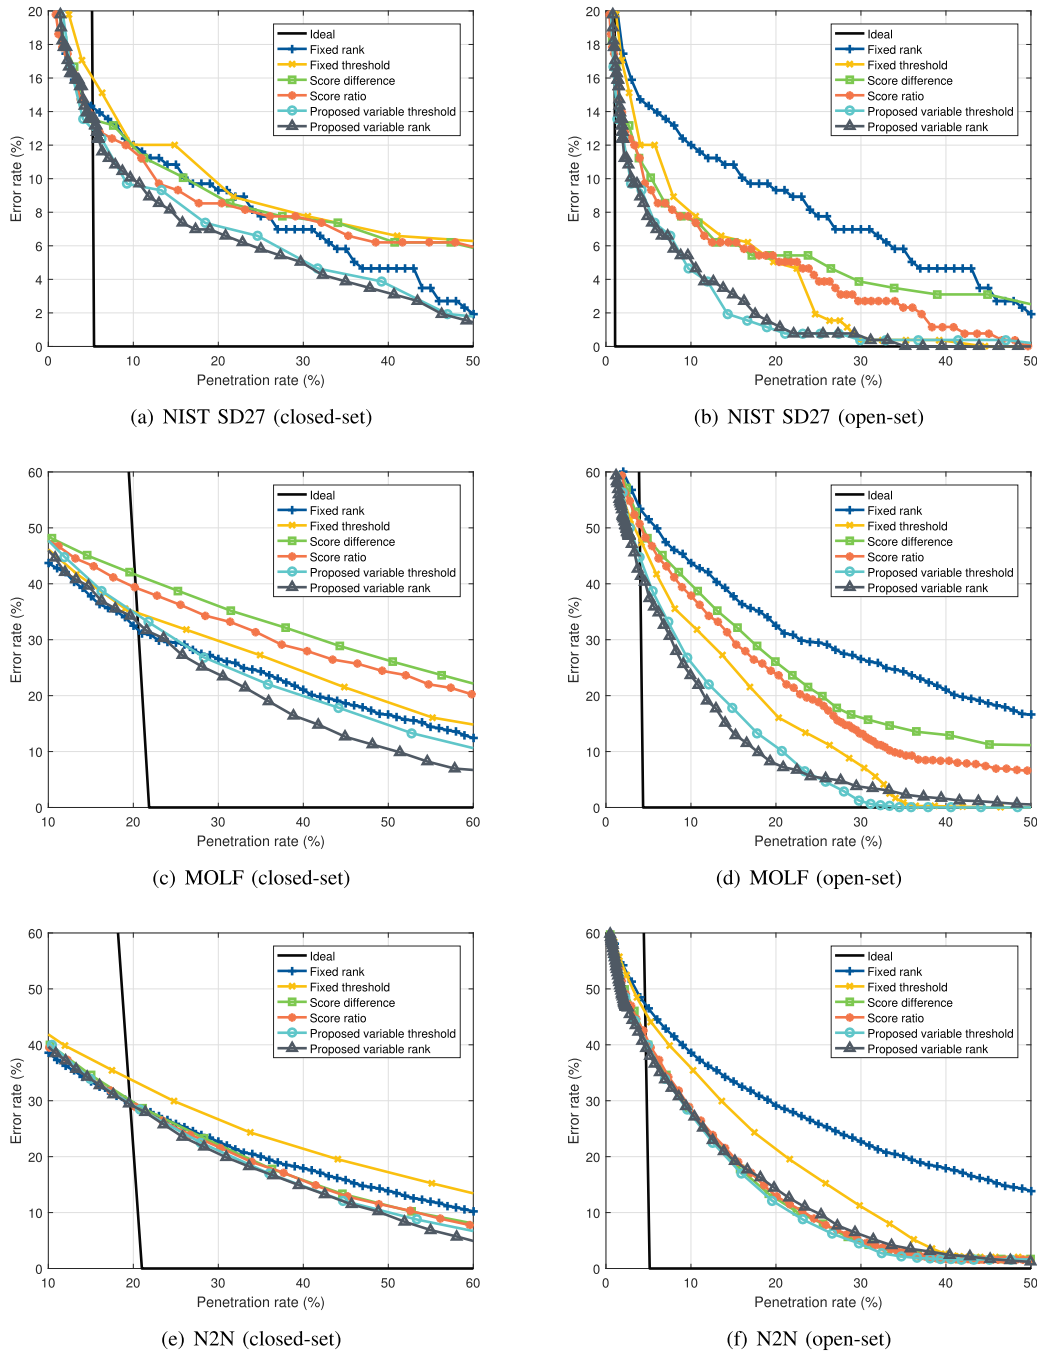 20
18
16
14
12
10
8
6
4
2
0
Error rate (%)
0 10 20 30 40 50
Penetration rate (%)
Ideal
Fixed rank
Fixed threshold
Score difference
Score ratio
Proposed variable threshold
Proposed variable rank
(a) NIST SD27 (closed-set)
20
18
16
14
12
10
8
6
4
2
0
Error rate (%)
0 10 20 30 40 50
Penetration rate (%)
Ideal
Fixed rank
Fixed threshold
Score difference
Score ratio
Proposed variable threshold
Proposed variable rank
(b) NIST SD27 (open-set)
60
50
40
30
20
10
0
Error rate (%)
10 20 30 40 50 60
Penetration rate (%)
Ideal
Fixed rank
Fixed threshold
Score difference
Score ratio
Proposed variable threshold
Proposed variable rank
(c) MOLF (closed-set)
60
50
40
30
20
10
0
Error rate (%)
0 10 20 30 40 50
Penetration rate (%)
Ideal
Fixed rank
Fixed threshold
Score difference
Score ratio
Proposed variable threshold
Proposed variable rank
(d) MOLF (open-set)
60
50
40
30
20
10
0
Error rate (%)
10 20 30 40 50 60
Penetration rate (%)
Ideal
Fixed rank
Fixed threshold
Score difference
Score ratio
Proposed variable threshold
Proposed variable rank
(e) N2N (closed-set)
60
50
40
30
20
10
0
Error rate (%)
0 10 20 30 40 50
Penetration rate (%)
Ideal
Fixed rank
Fixed threshold
Score difference
Score ratio
Proposed variable threshold
Proposed variable rank
(f) N2N (open-set)